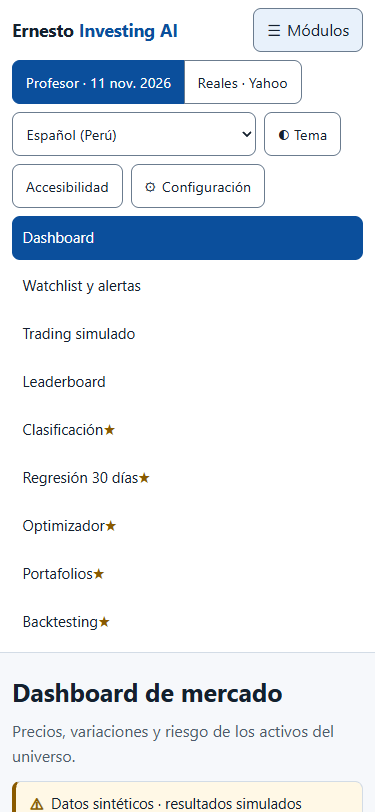 Ernesto Investing AI
☰ Módulos
Profesor · 11 nov. 2026
Reales · Yahoo
Español (Perú)
◐ Tema
Accesibilidad
⚙ Configuración
Dashboard
Watchlist y alertas
Trading simulado
Leaderboard
Clasificación★
Regresión 30 días★
Optimizador★
Portafolios★
Backtesting★
Dashboard de mercado
Precios, variaciones y riesgo de los activos del
universo.
⚠ Datos sintéticos · resultados simulados